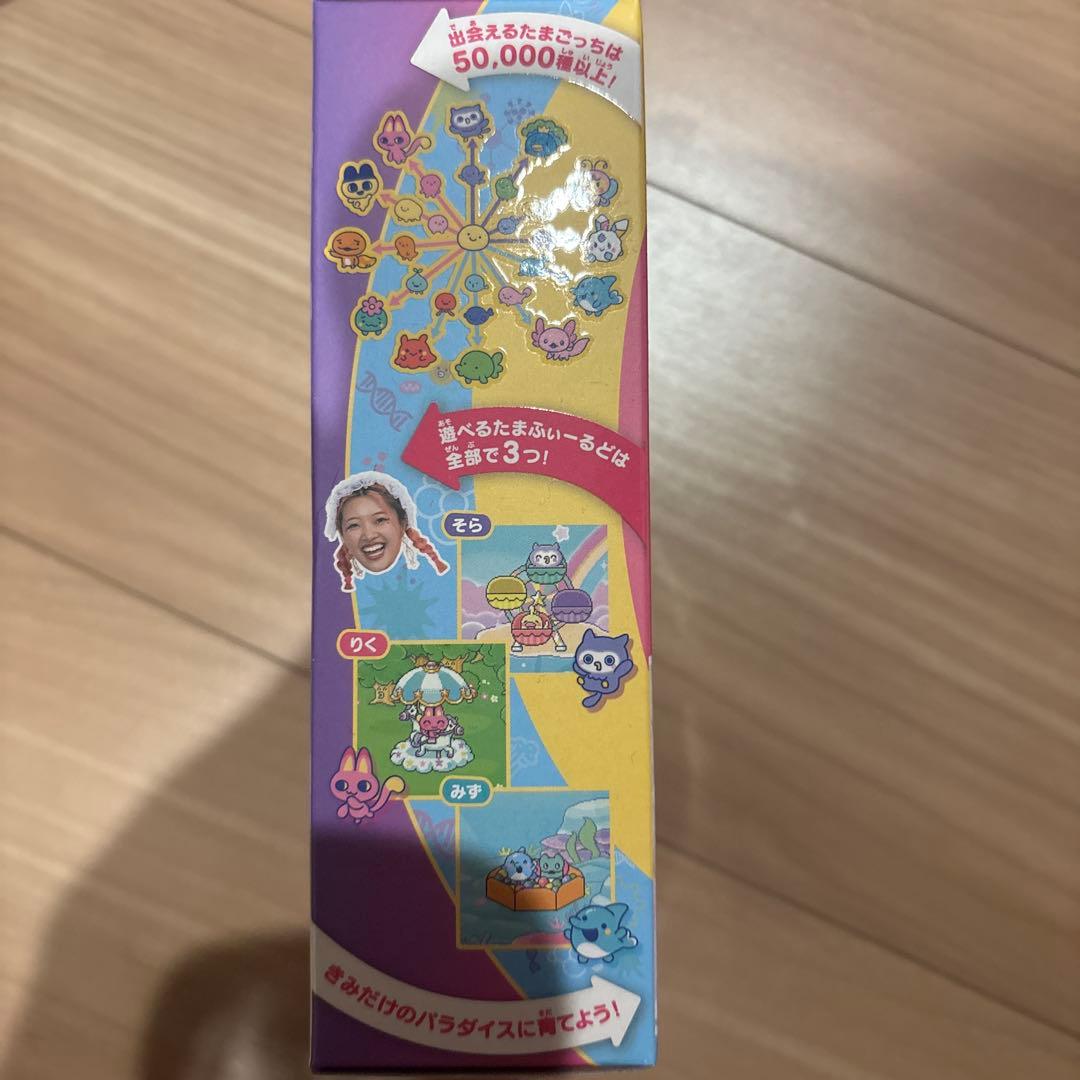 出会えるたまごっちは
50,000種以上！
遊べるたまふぃーるどは
全部で3つ！
そら
りく
みず
きみだけのパラダイスに育てよう！